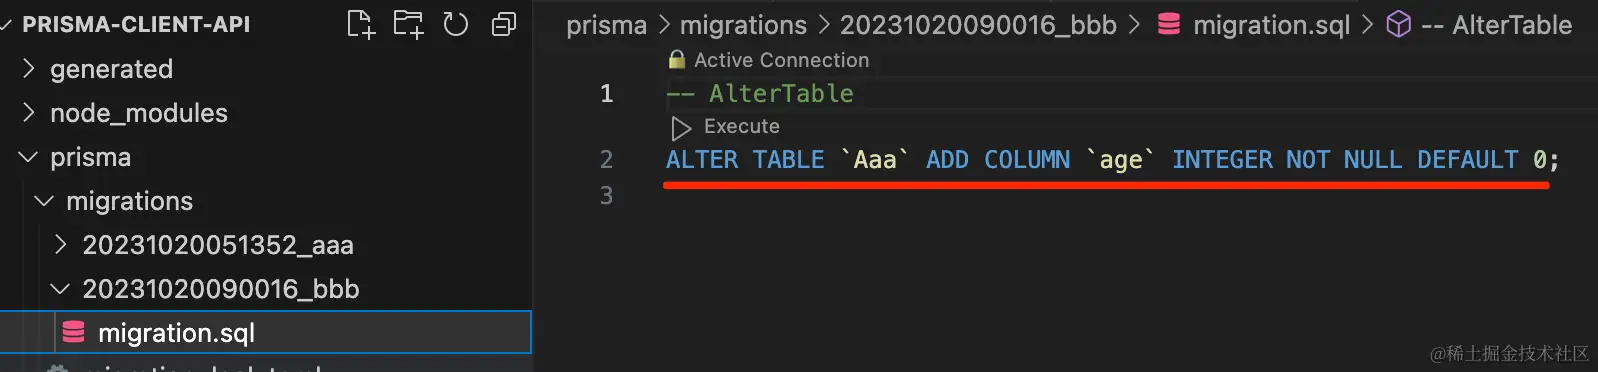 PRISMA-CLIENT-API
generated
node_modules
prisma
migrations
20231020051352_aaa
20231020090016_bbb
migration.sql
prisma > migrations > 20231020090016_bbb > migration.sql > -- AlterTable
Active Connection
1 -- AlterTable
Execute
2 ALTER TABLE `Aaa` ADD COLUMN `age` INTEGER NOT NULL DEFAULT 0;
3
@稀土掘金技术社区